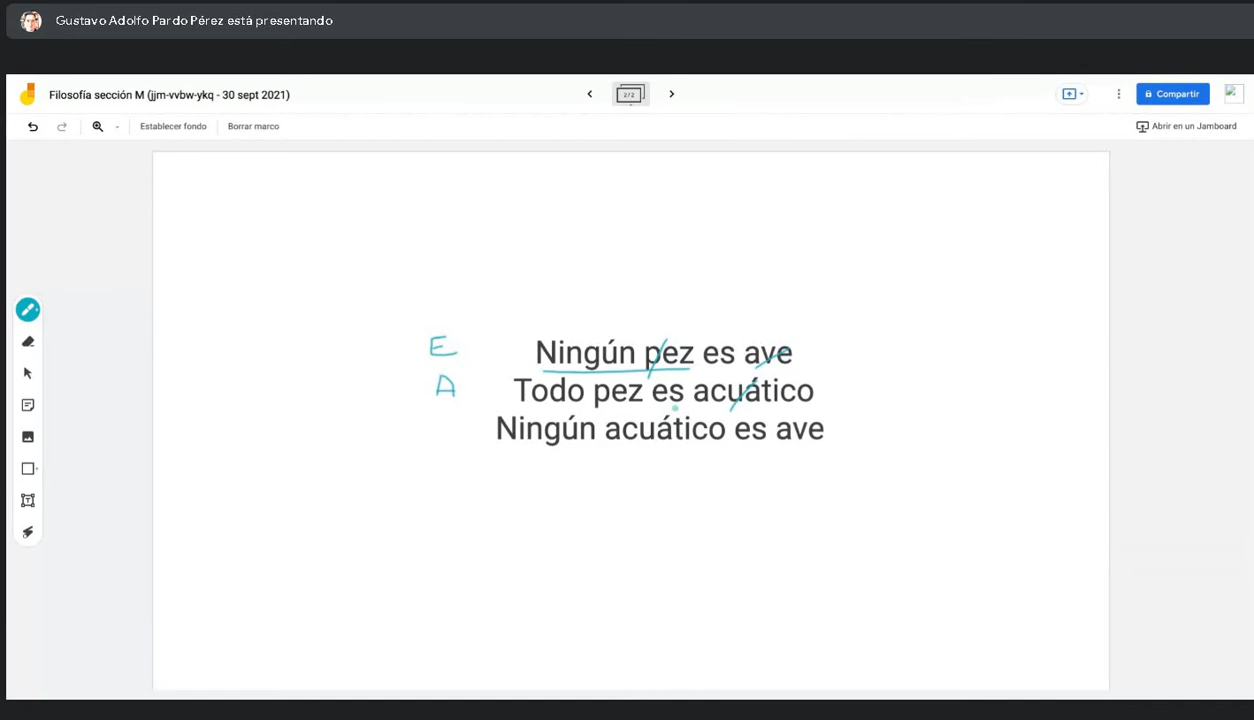 Gustavo Adolfo Pardo Pérez está presentando
Filosofía sección M (jjm-vvbw-ykq - 30 sept 2021)
2/2
Compartir
Establecer fondo
Borrar marco
Abrir en un Jamboard
E Ningún pez es ave
A Todo pez es acuático
Ningún acuático es ave